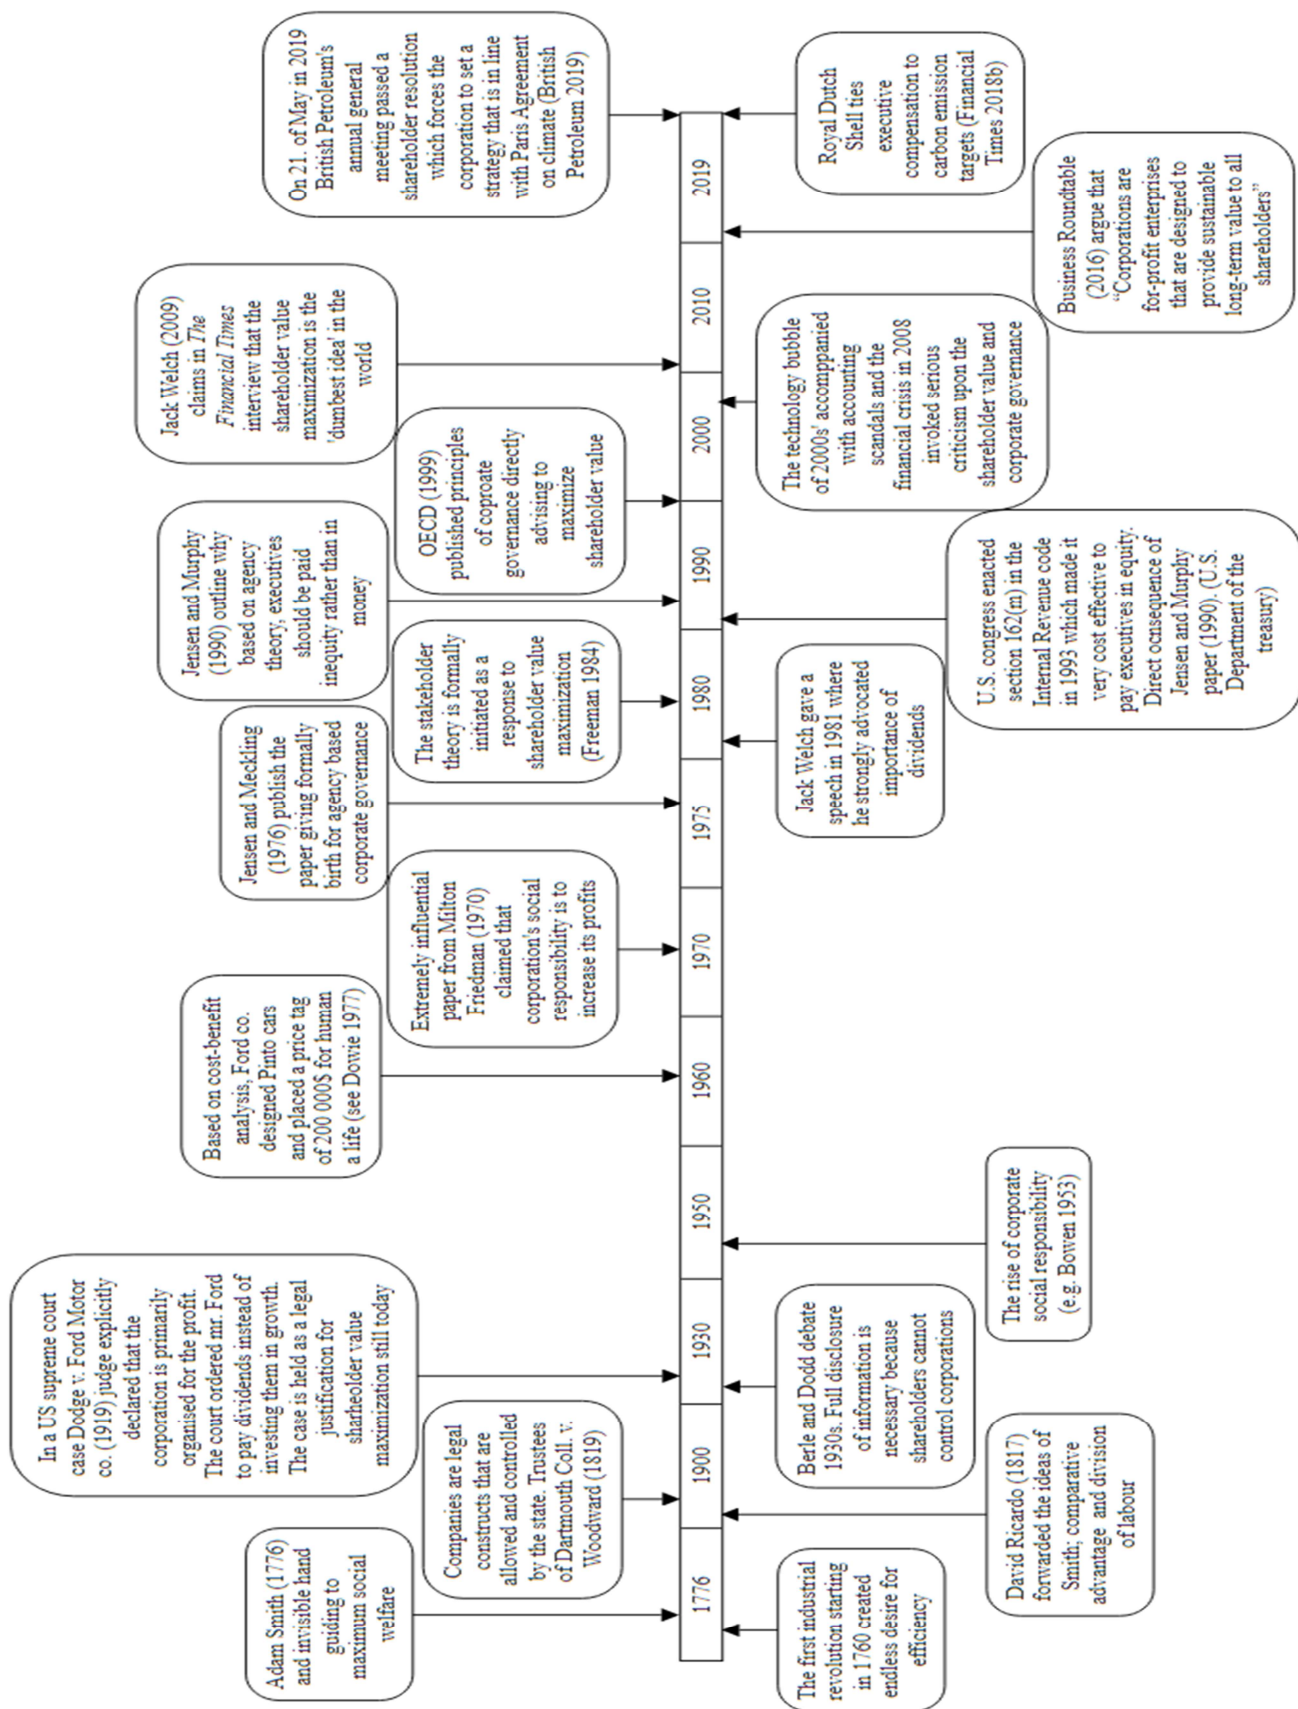 Adam Smith (1776)
and invisible hand
guiding to
maximum social
welfare
In a US supreme court
case Dodge v. Ford Motor
co. (1919) judge explicitly
declared that the
corporation is primarily
organised for the profit.
The court ordered mr. Ford
to pay dividends instead of
investing them in growth.
The case is held as a legal
justification for
sharheolder value
maximization still today
Companies are legal
constructs that are
allowed and controlled
by the state. Trustees
of Dartmouth Coll. v.
Woodward (1819)
Based on cost-benefit
analysis, Ford co.
designed Pinto cars
and placed a price tag
of 200 000$ for human
a life (see Dowie 1977)
Extremely influential
paper from Milton
Friedman (1970)
claimed that
corporation's social
responsibility is to
increase its profits
Jensen and Meckling
(1976) publish the
paper giving formally
birth for agency based
corporate governance
The stakeholder
theory is formally
initiated as a
response to
shareholder value
maximization
(Freeman 1984)
Jensen and Murphy
(1990) outline why
based on agency
theory, executives
should be paid
inequity rather than in
money
OECD (1999)
published principles
of coproate
governance directly
advising to
maximize
shareholder value
Jack Welch (2009)
claims in The
Financial Times
interview that the
shareholder value
maximization is the
'dumbest idea' in the
world
On 21. of May in 2019
British Petroleum's
annual general
meeting passed a
shareholder resolution
which forces the
corporation to set a
strategy that is in line
with Paris Agreement
on climate (British
Petroleum 2019)
1776
1900
1930
1950
1960
1970
1975
1980
1990
2000
2010
2019
The first industrial
revolution starting
in 1760 created
endless desire for
efficiency
David Ricardo (1817)
forwarded the ideas of
Smith; comparative
advantage and division
of labour
Berle and Dodd debate
1930s. Full disclosure
of information is
necessary because
shareholders cannot
control corporations
The rise of corporate
social responsibility
(e.g. Bowen 1953)
Jack Welch gave a
speech in 1981 where
he strongly advocated
importance of
dividends
U.S. congress enacted
section 162(m) in the
Internal Revenue code
in 1993 which made it
very cost effective to
pay executives in equity.
Direct ocnsequence of
Jensen and Murphy
paper (1990). (U.S.
Department of the
treasury)
The technology bubble
of 2000s' accomppanied
with accounting
scandals and the
financial crisis in 2008
invoked serious
criticism upon the
shareholder value and
corporate governance
Business Roundtable
(2016) argue that
“Corporations are
for-profit enterprises
that are designed to
provide sustainable
long-term value to all
shareholders”
Royal Dutch
Shell ties
executive
compensation to
carbon emission
targets (Financial
Times 2018b)